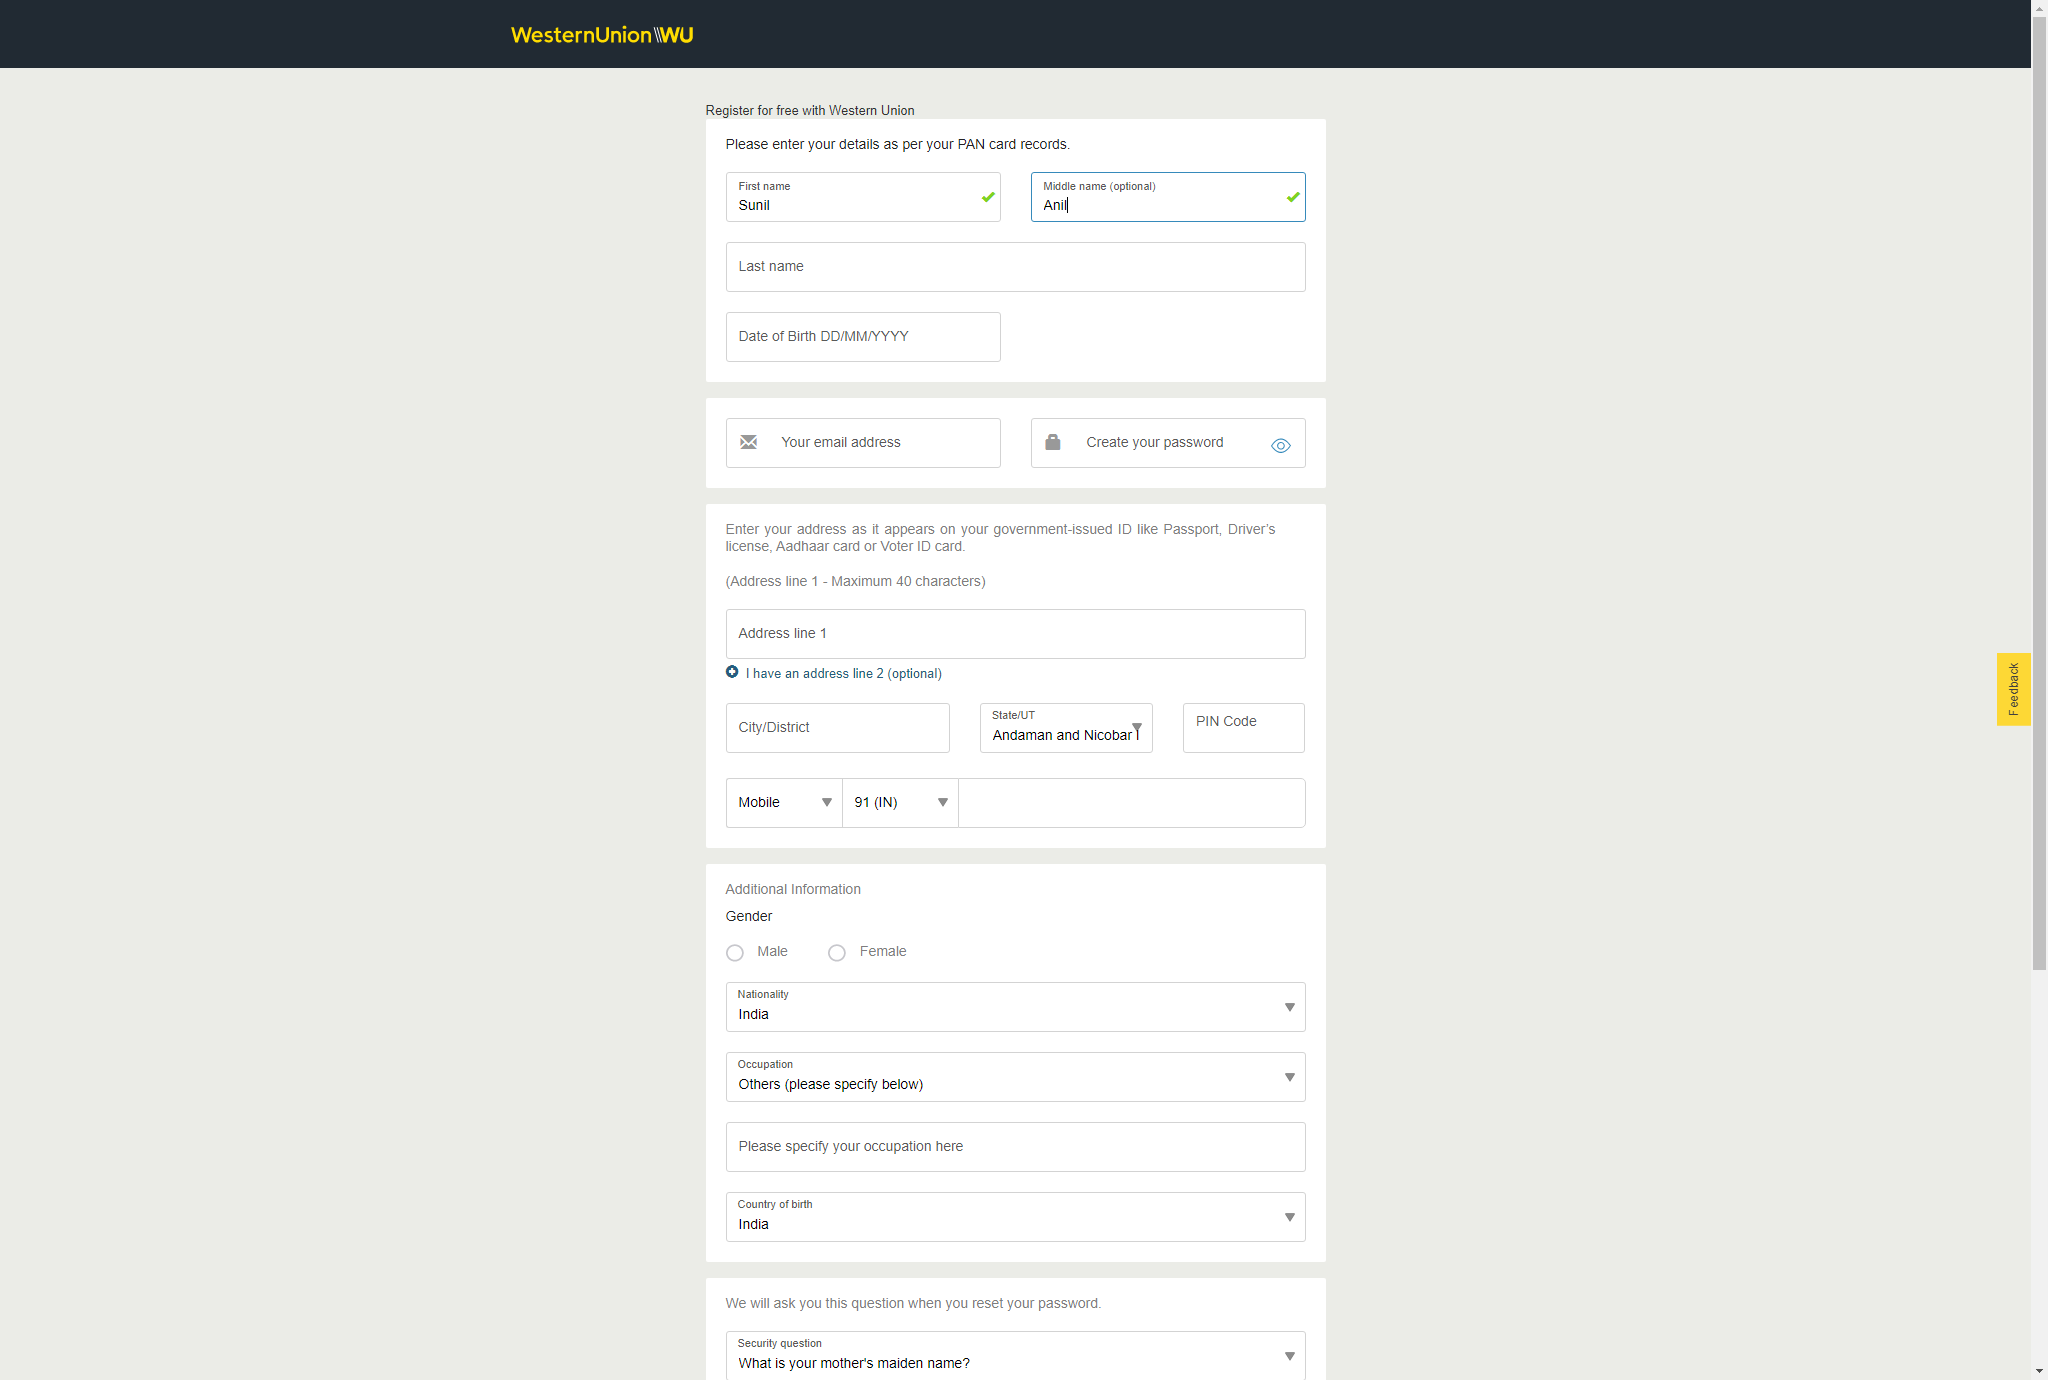 WesternUnion\\WU
Register for free with Western Union
Please enter your details as per your PAN card records.
First name
Sunil
Middle name (optional)
Anil
Last name
Date of Birth DD/MM/YYYY
Your email address
Create your password
Enter your address as it appears on your government-issued ID like Passport, Driver's
license, Aadhaar card or Voter ID card.
(Address line 1 - Maximum 40 characters)
Address line 1
I have an address line 2 (optional)
City/District
State/UT
Andaman and Nicobar
PIN Code
Mobile
91 (IN)
Feedback
Additional Information
Gender
Male
Female
Nationality
India
Occupation
Others (please specify below)
Please specify your occupation here
Country of birth
India
We will ask you this question when you reset your password.
Security question
What is your mother's maiden name?